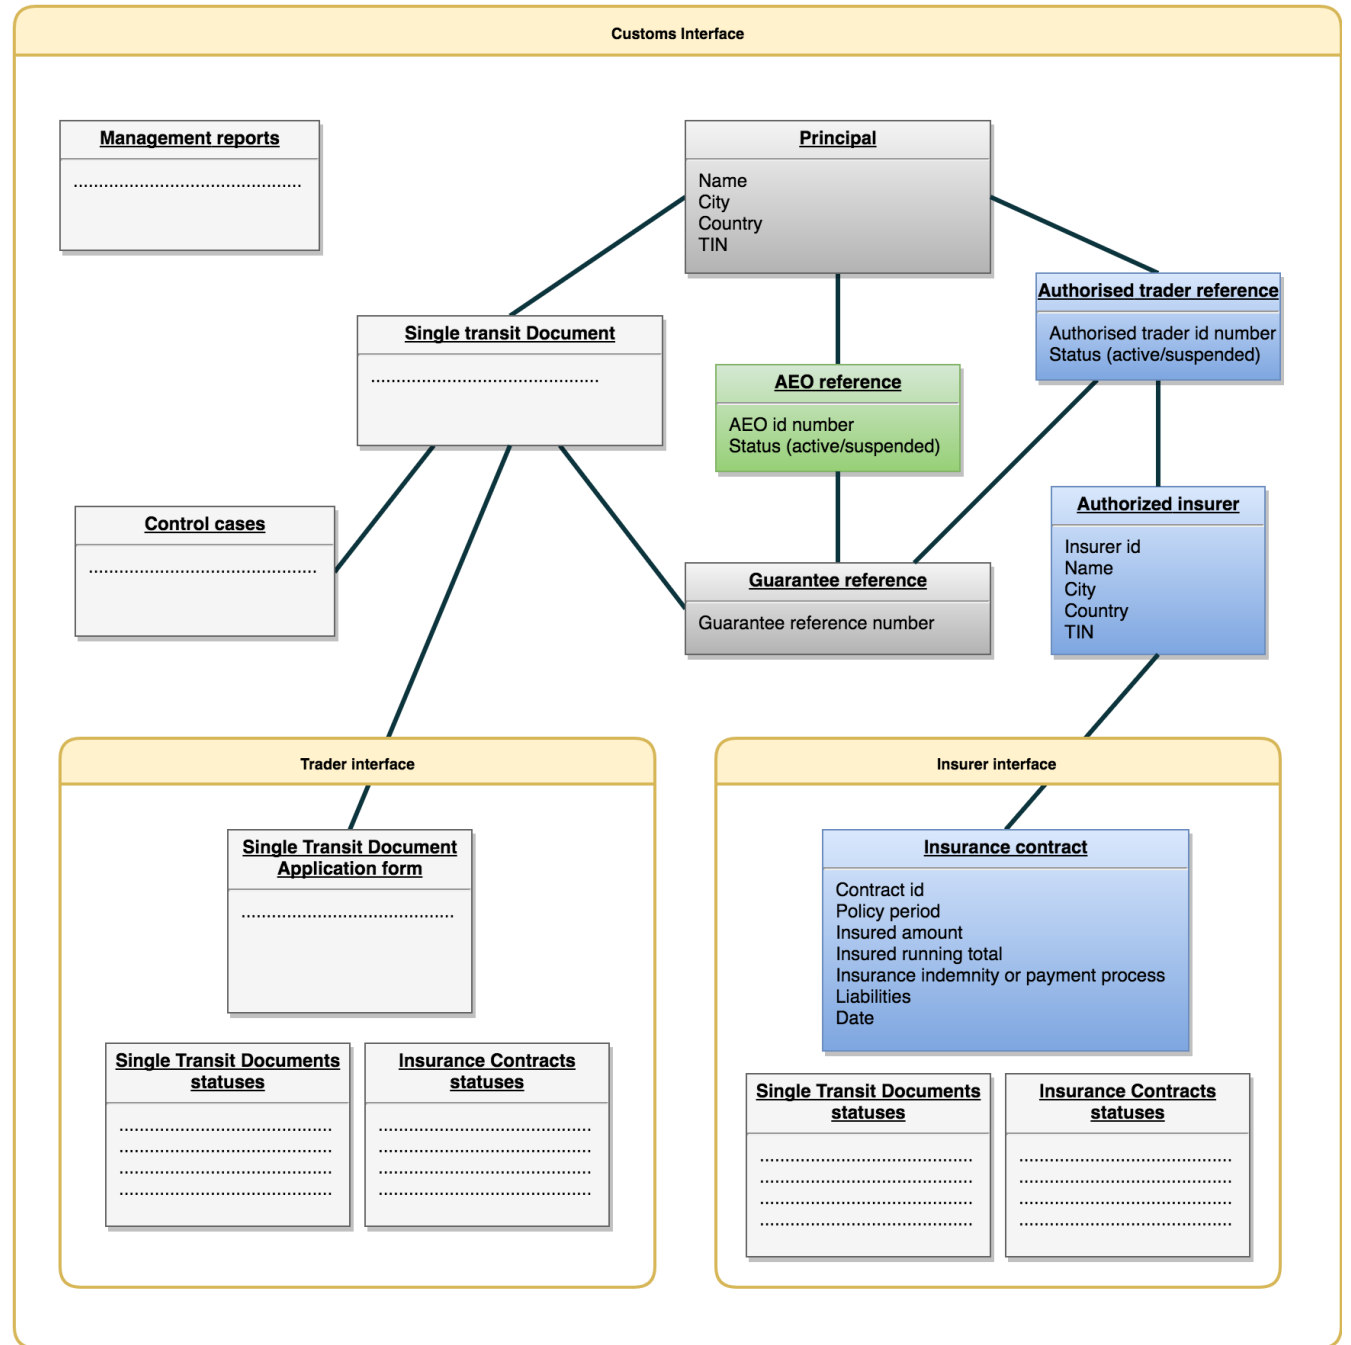 Customs Interface
Management reports
Principal
Name
City
Country
TIN
Authorised trader reference
Authorised trader id number
Status (active/suspended)
Single transit Document
AEO reference
AEO id number
Status (active/suspended)
Control cases
Authorized insurer
Insurer id
Name
City
Country
TIN
Guarantee reference
Guarantee reference number
Trader interface
Single Transit Document
Application form
Single Transit Documents
statuses
Insurance Contracts
statuses
Insurer interface
Insurance contract
Contract id
Policy period
Insured amount
Insured running total
Insurance indemnity or payment process
Liabilities
Date
Single Transit Documents
statuses
Insurance Contracts
statuses